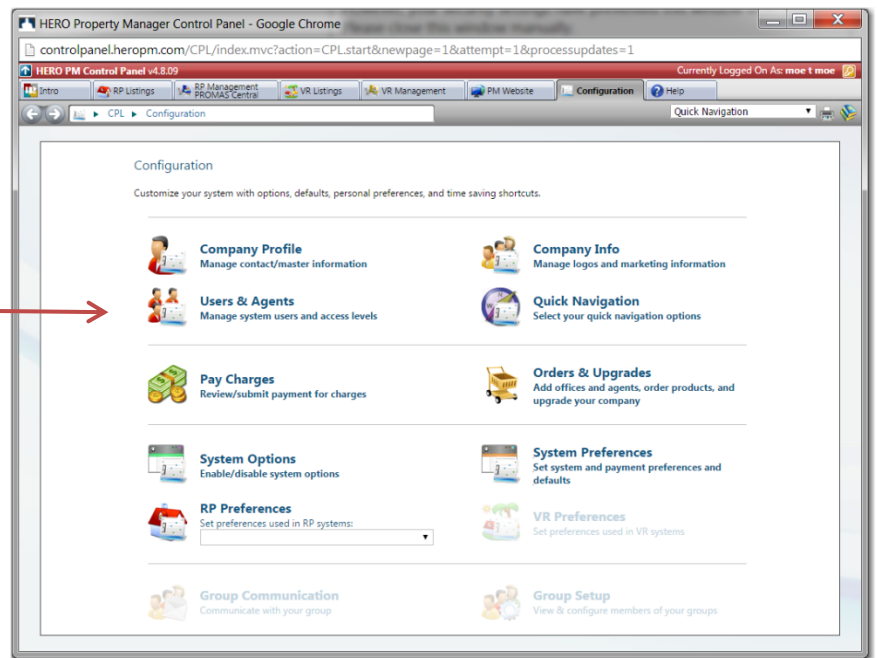 HERO Property Manager Control Panel - Google Chrome
Please close this window manually.
controlpanel.heropm.com/CPL/index.mvc?action=CPL.start&newpage=1&attempt=1&processupdates=1
HERO PM Control Panel v4.8.09
Currently Logged On As: moe t moe
Intro
RP Listings
RP Management
PROMAS Central
VR Listings
VR Management
PM Website
Configuration
Help
CPL ▸ Configuration
Quick Navigation
Configuration
Customize your system with options, defaults, personal preferences, and time saving shortcuts.
Company Profile
Manage contact/master information
Company Info
Manage logos and marketing information
Users & Agents
Manage system users and access levels
Quick Navigation
Select your quick navigation options
Pay Charges
Review/submit payment for charges
Orders & Upgrades
Add offices and agents, order products, and
upgrade your company
System Options
Enable/disable system options
System Preferences
Set system and payment preferences and
defaults
RP Preferences
Set preferences used in RP systems:
VR Preferences
Set preferences used in VR systems
Group Communication
Communicate with your group
Group Setup
View & configure members of your groups